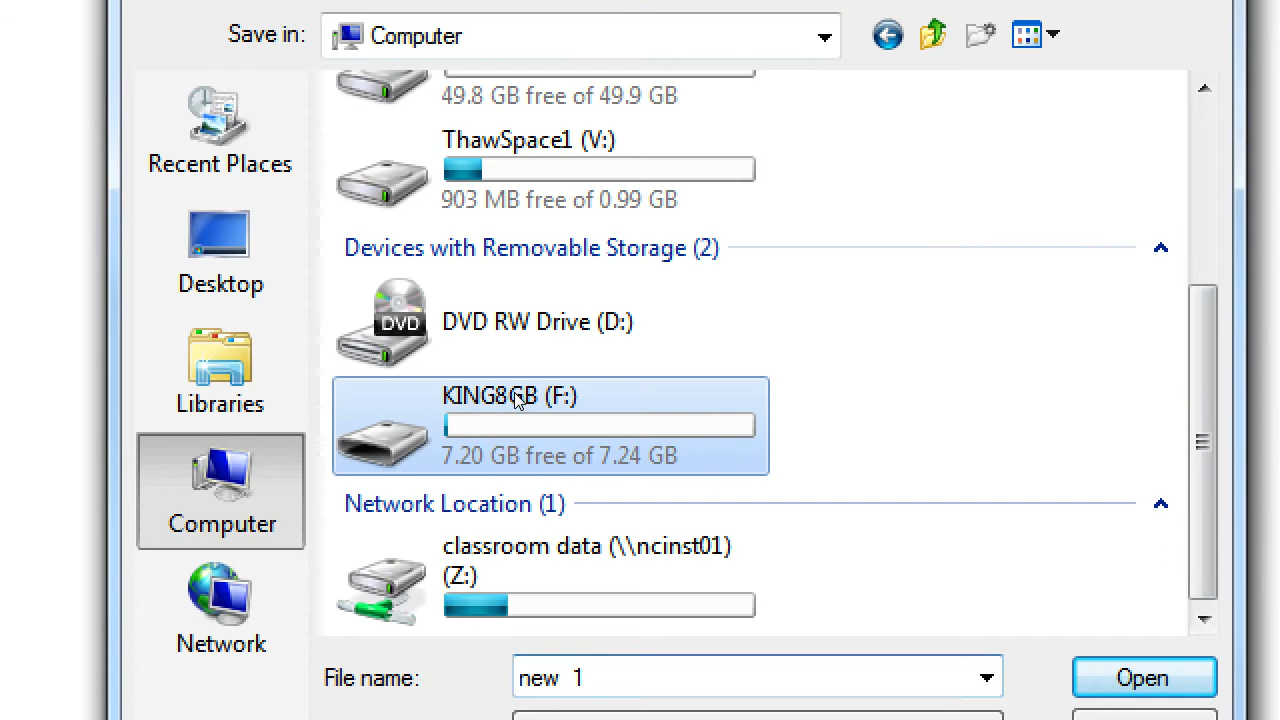 Save in:
Computer
49.8 GB free of 49.9 GB
ThawSpace1 (V:)
903 MB free of 0.99 GB
Devices with Removable Storage (2)
DVD
DVD RW Drive (D:)
KING8GB (F:)
7.20 GB free of 7.24 GB
Network Location (1)
classroom data (\\ncinst01)
(Z:)
Recent Places
Desktop
Libraries
Computer
Network
File name:
new 1
Open